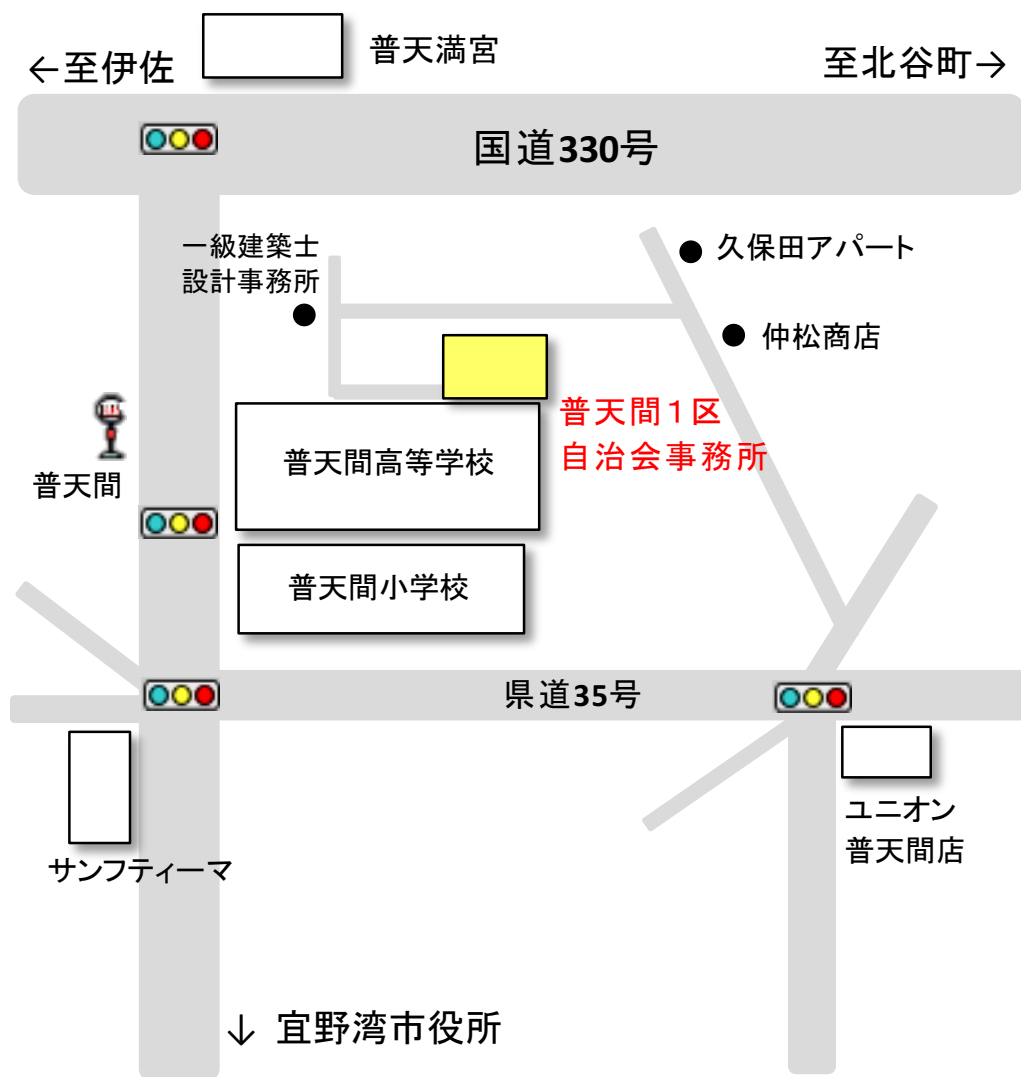 普天満宮
←至伊佐
至北谷町→
国道330号
一級建築士
設計事務所
久保田アパート
仲松商店
普天間１区
自治会事務所
普天間高等学校
普天間
普天間小学校
県道35号
ユニオン
普天間店
サンフティーマ
↓ 宜野湾市役所